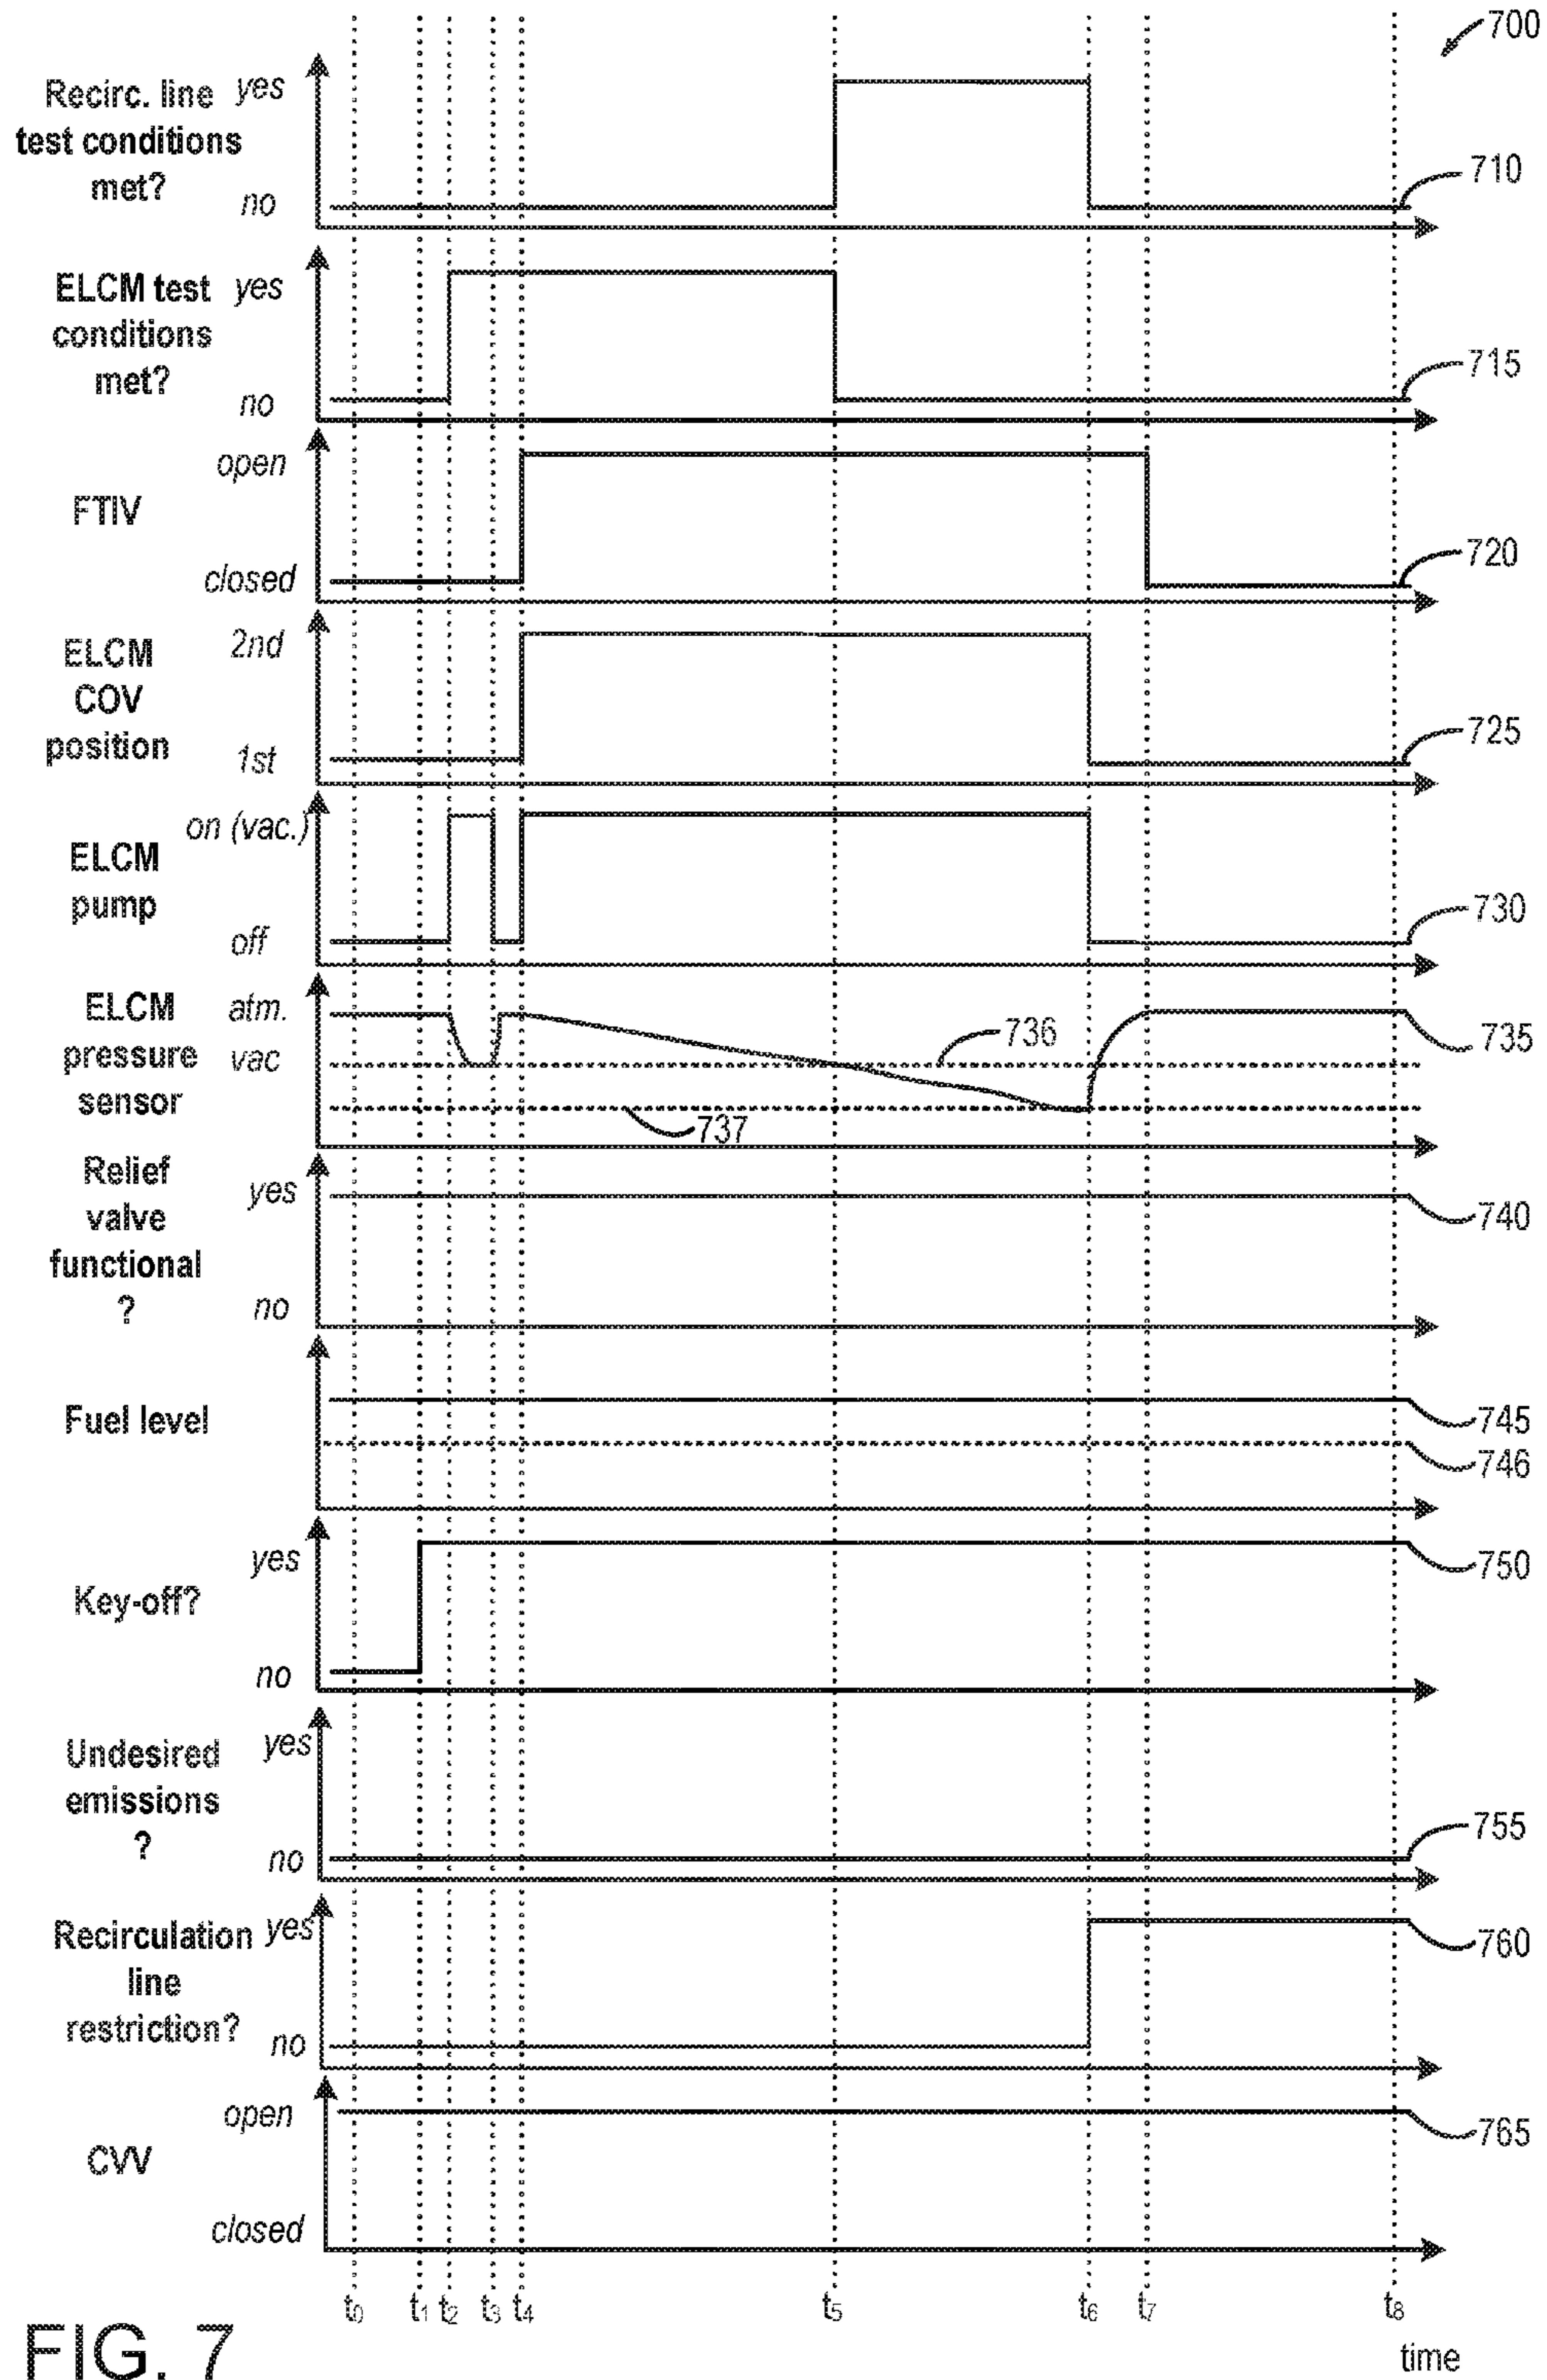 700
Recirc. line yes
test conditions
met?
no
710
ELCM test yes
conditions
met?
no
715
open
FTIV
closed
720
ELCM 2nd
COV
position 1st
725
on (vac.)
ELCM
pump
off
730
ELCM atm.
pressure vac
sensor
736
735
737
Relief
valve yes
functional
? no
740
Fuel level
745
746
yes
Key-off?
no
750
Undesired yes
emissions
? no
755
Recirculation yes
line
restriction? no
760
open
CVV
closed
765
t0 t1 t2 t3 t4 t5 t6 t7 t8
time
FIG. 7